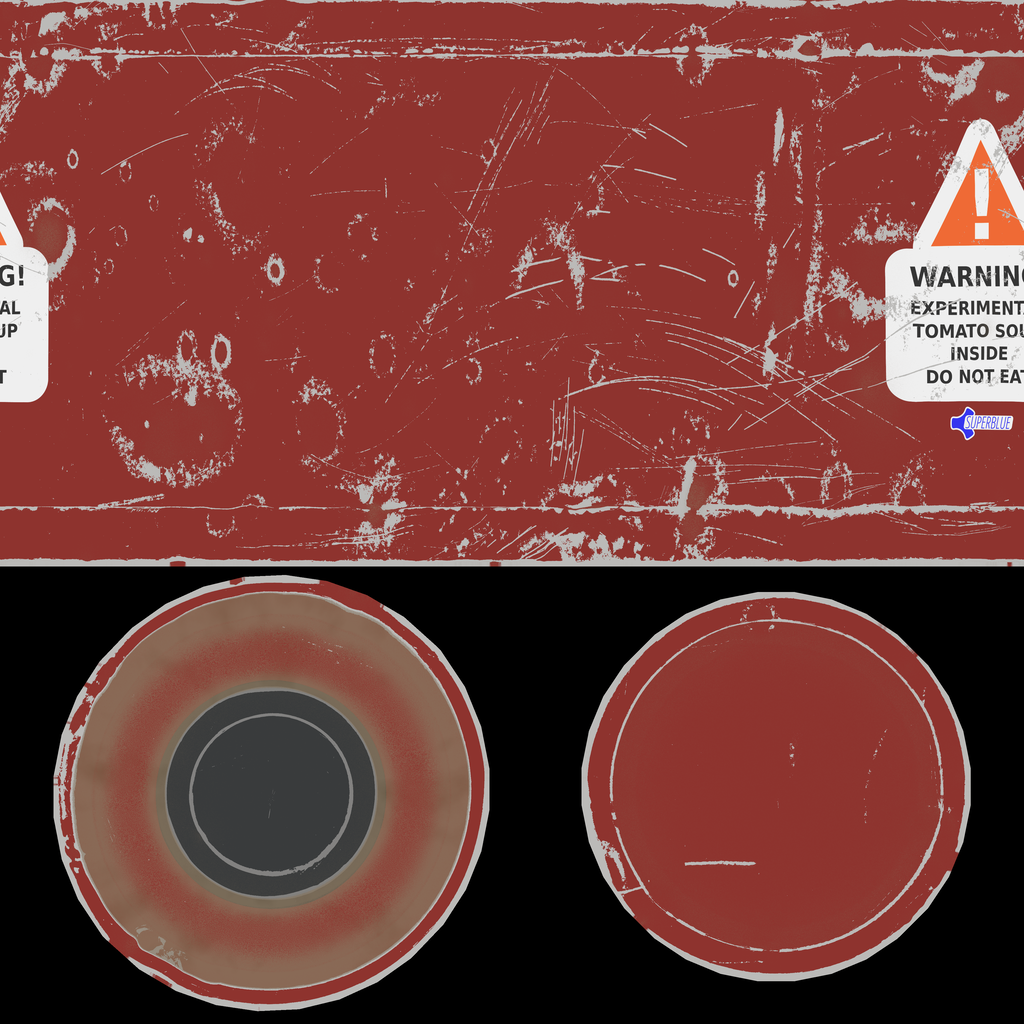 G!
AL
UP
T
WARNING
EXPERIMENTA
TOMATO SOU
INSIDE
DO NOT EAT
SUPERBLUE